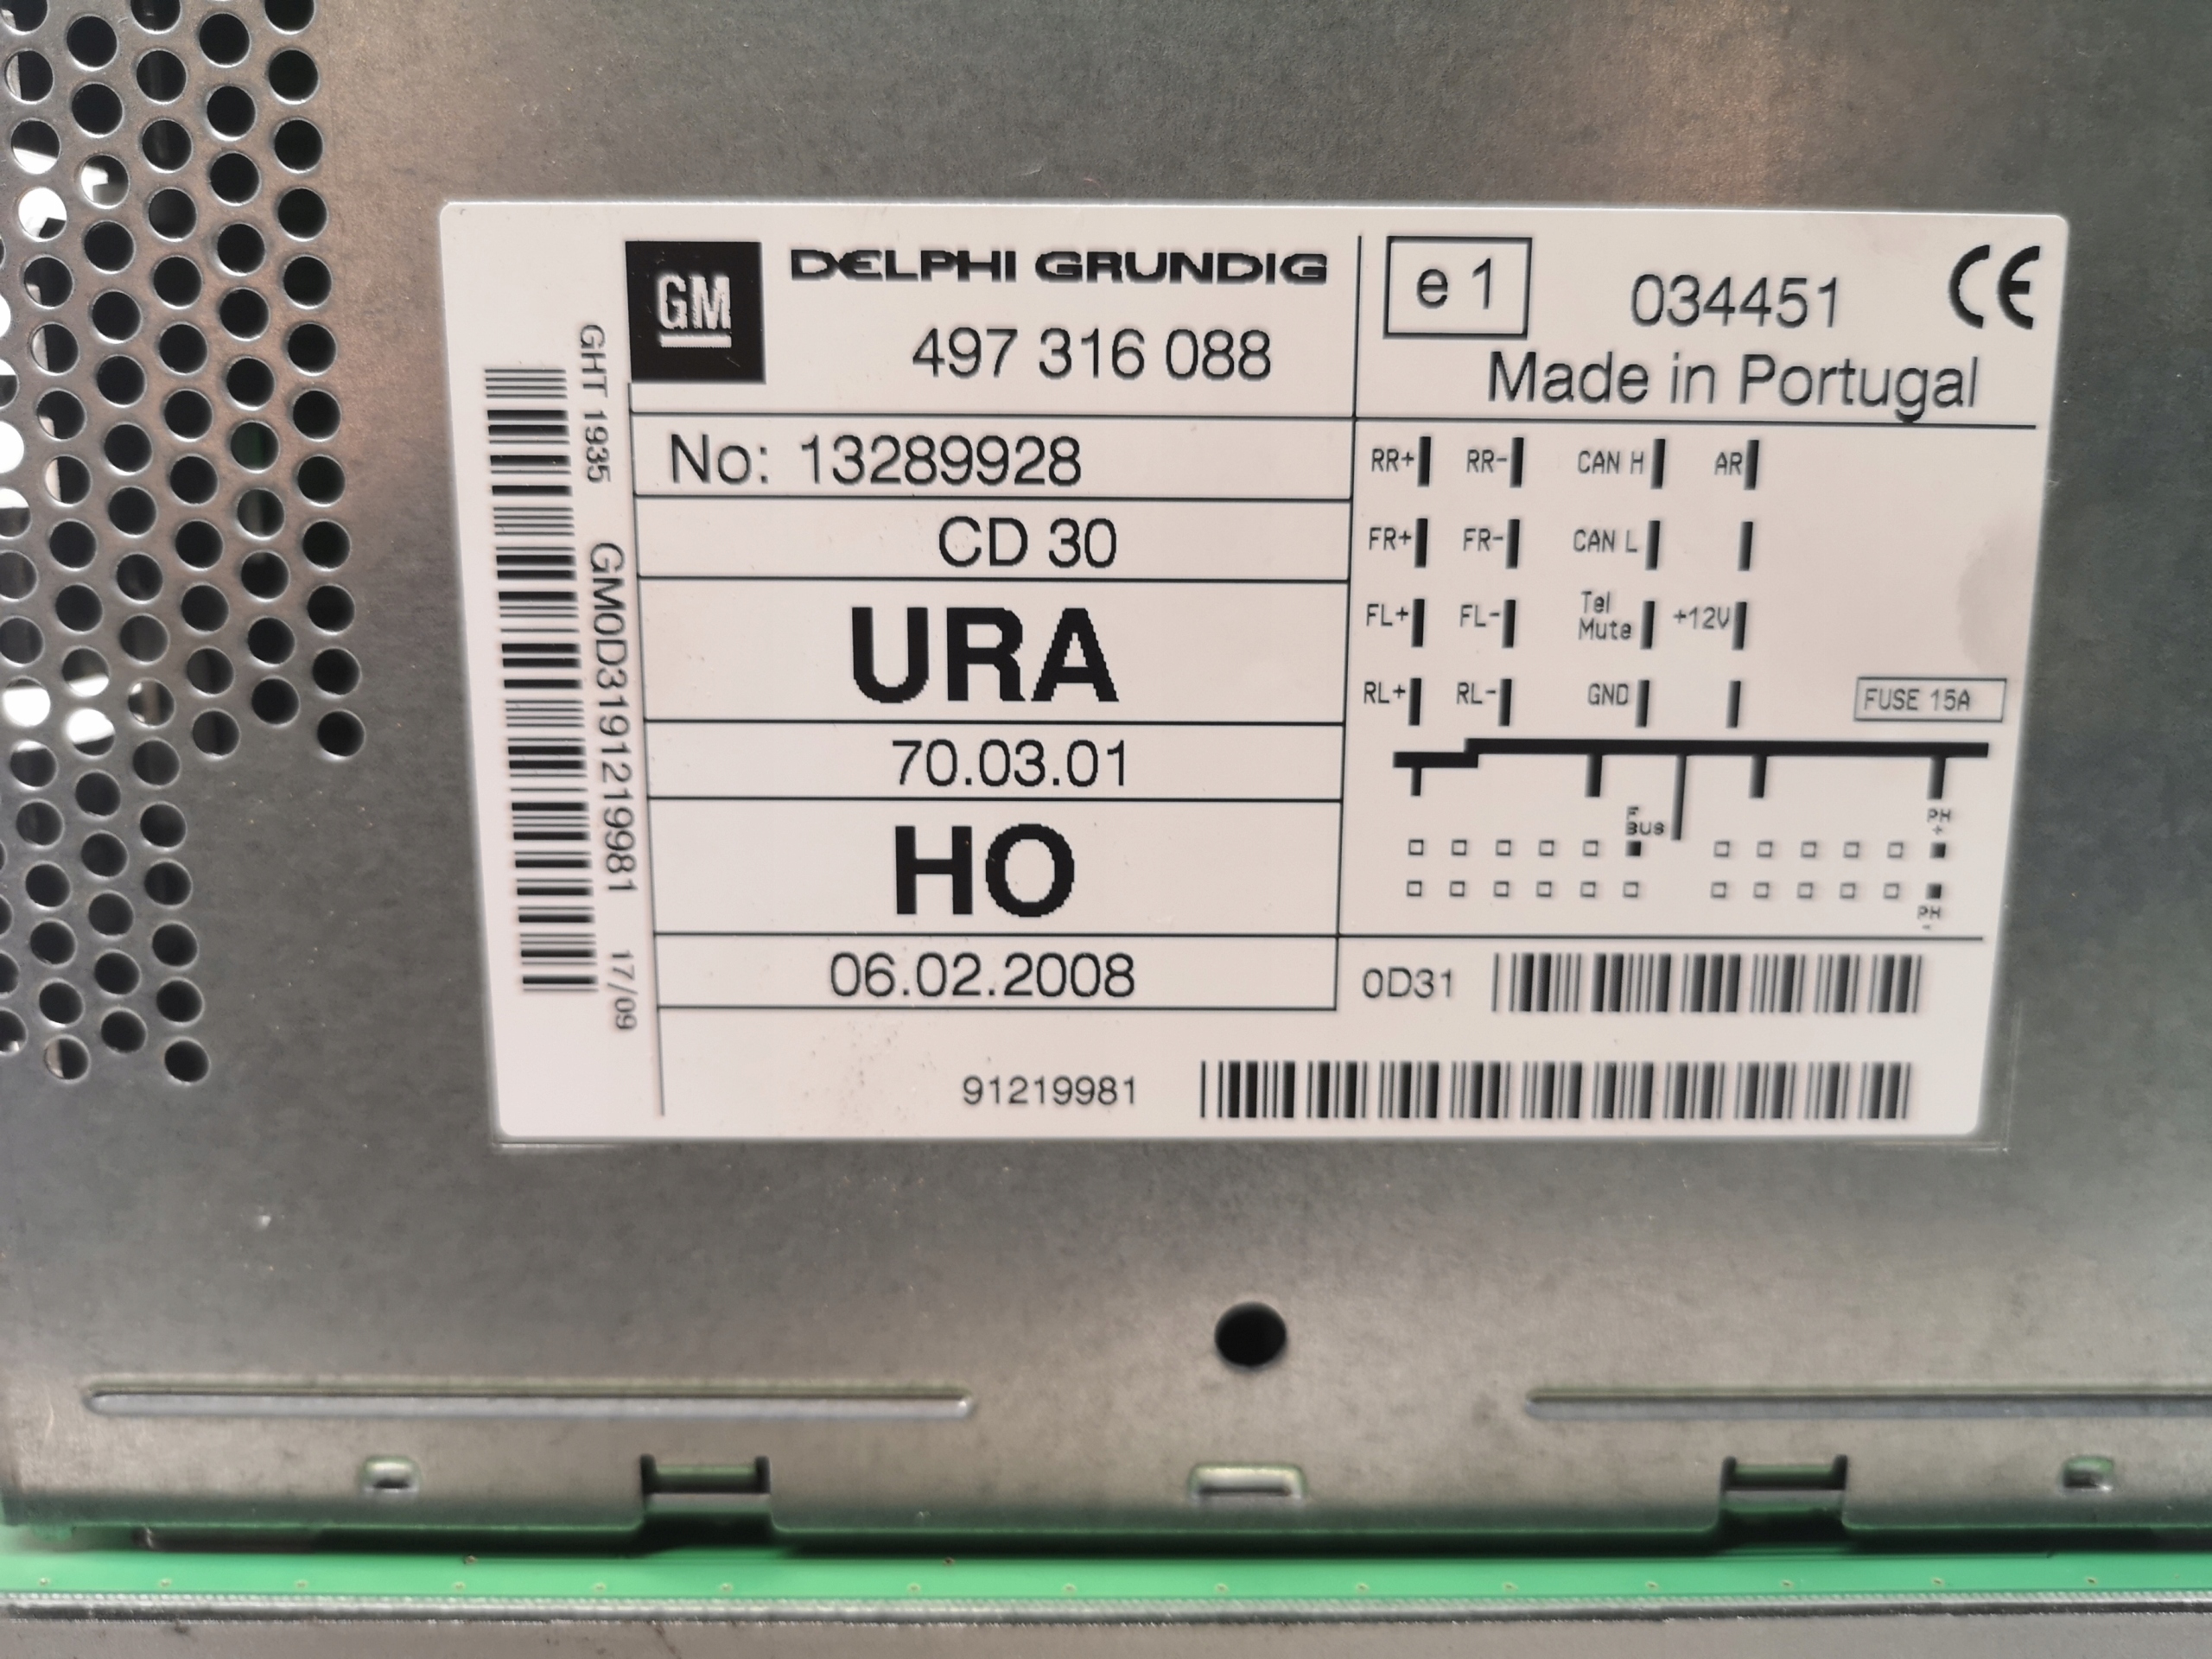 GM
DELPHI GRUNDIG
497 316 088
e 1
034451
CE
Made in Portugal
GHT 1935 GM0D3191219981 17/09
No: 13289928
CD 30
URA
70.03.01
HO
06.02.2008
RR+ RR- CAN H AR
FR+ FR- CAN L
FL+ FL- Tel Mute +12V
RL+ RL- GND
FUSE 15A
F BUS
PH +
PH -
0D31
91219981